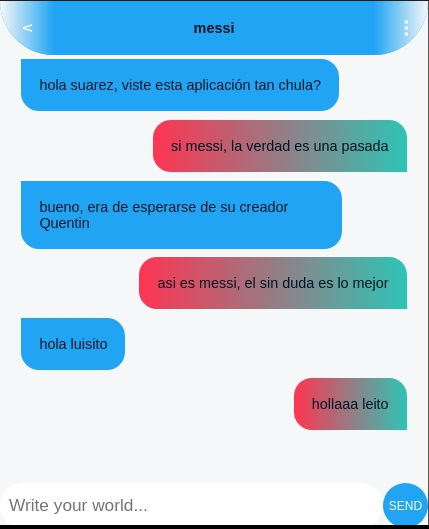 <
messi
hola suarez, viste esta aplicación tan chula?
si messi, la verdad es una pasada
bueno, era de esperarse de su creador
Quentin
asi es messi, el sin duda es lo mejor
hola luisito
hollaaa leito
Write your world...
SEND